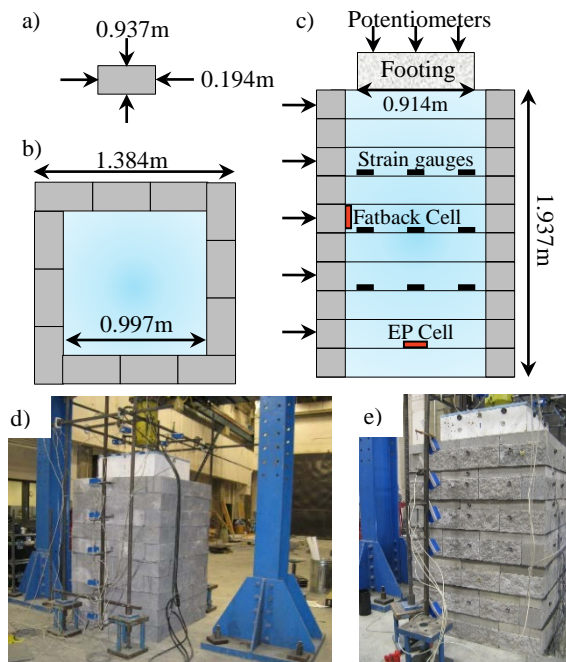 a)
0.937m
0.194m
b)
1.384m
0.997m
c)
Potentiometers
Footing
0.914m
Strain gauges
Fatback Cell
EP Cell
1.937m
d)
e)